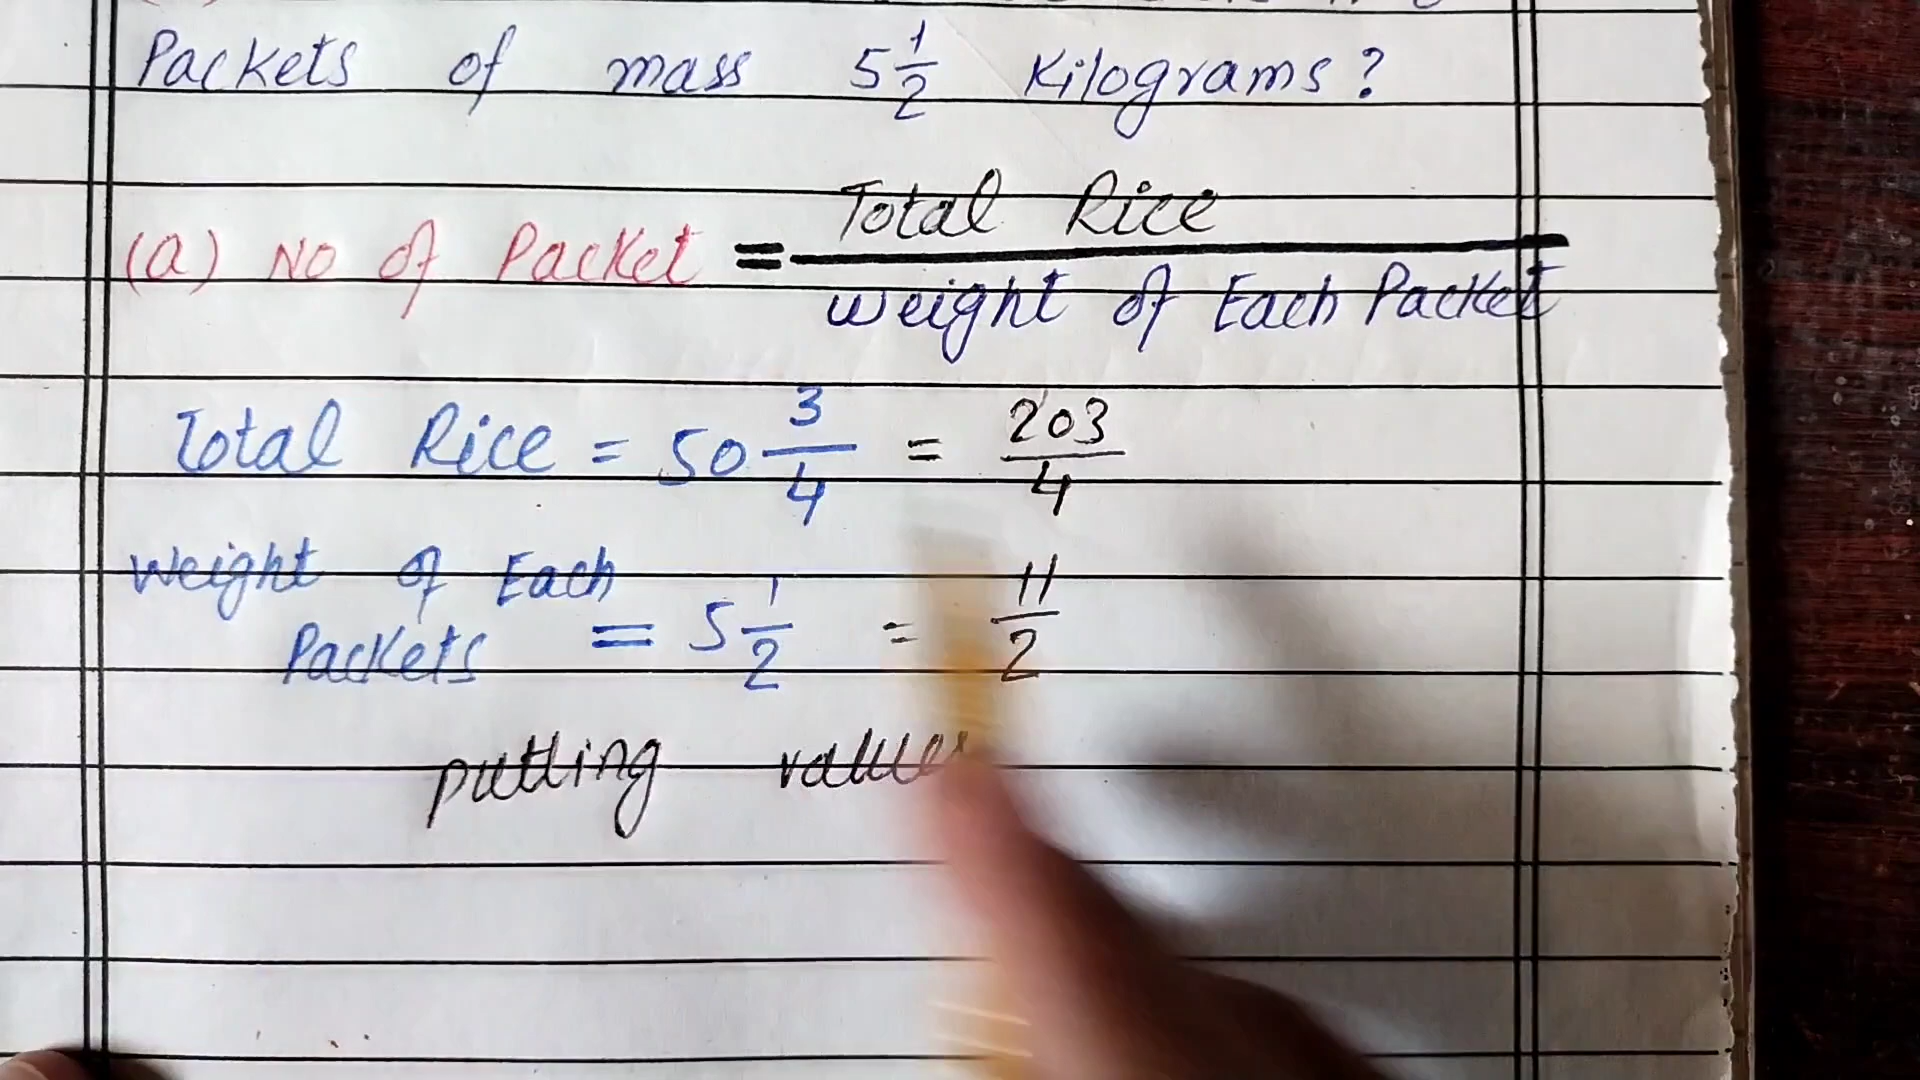 Packets of mass 5 1/2 Kilograms?
(a) No of Packet = Total Rice / Weight of Each Packet
Total Rice = 50 3/4 = 203/4
Weight of Each Packets = 5 1/2 = 11/2
putting values